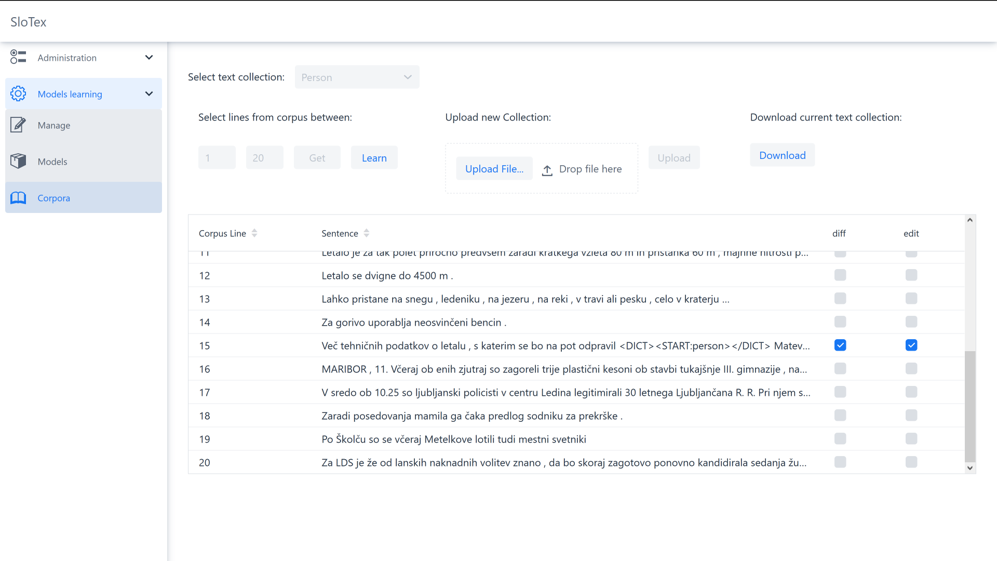 SloTex
Administration
Models learning
Manage
Models
Corpora
Select text collection: Person
Select lines from corpus between:
1 20 Get Learn
Upload new Collection:
Upload File... Drop file here Upload
Download current text collection:
Download
Corpus Line Sentence diff edit
11 Letalo je za tak polet priročno predvsem zaradi kratkega vzleta 80 m in pristanka 60 m , majhne hitrosti p...
12 Letalo se dvigne do 4500 m .
13 Lahko pristane na snegu , ledeniku , na jezeru , na reki , v travi ali pesku , celo v kraterju ...
14 Za gorivo uporablja neosvinčeni bencin .
15 Več tehničnih podatkov o letalu , s katerim se bo na pot odpravil <DICT><START:person></DICT> Matev...
16 MARIBOR , 11. Včeraj ob enih zjutraj so zagoreli trije plastični kesoni ob stavbi tukajšnje III. gimnazije , na...
17 V sredo ob 10.25 so ljubljanski policisti v centru Ledina legitimirali 30 letnega Ljubljančana R. R. Pri njem s...
18 Zaradi posedovanja mamila ga čaka predlog sodniku za prekrške .
19 Po Školču so se včeraj Metelkove lotili tudi mestni svetniki
20 Za LDS je že od lanskih naknadnih volitev znano , da bo skoraj zagotovo ponovno kandidirala sedanja žu...